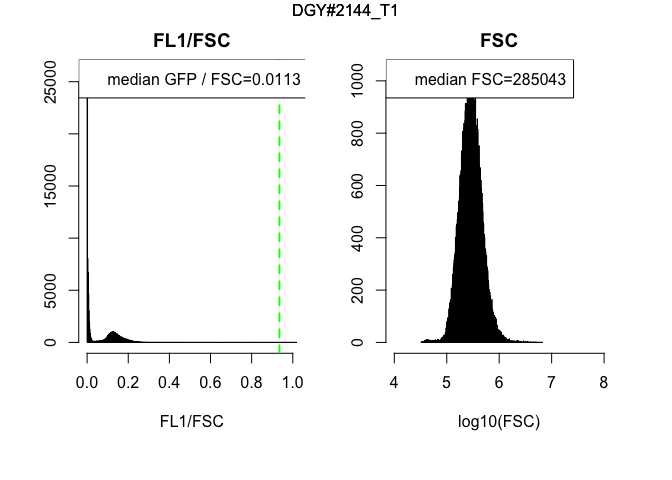 DGY#2144_T1
FL1/FSC
FSC
median GFP / FSC=0.0113
median FSC=285043
25000
15000
5000
0
1000
800
600
400
200
0
0.0 0.2 0.4 0.6 0.8 1.0
4 5 6 7 8
FL1/FSC
log10(FSC)